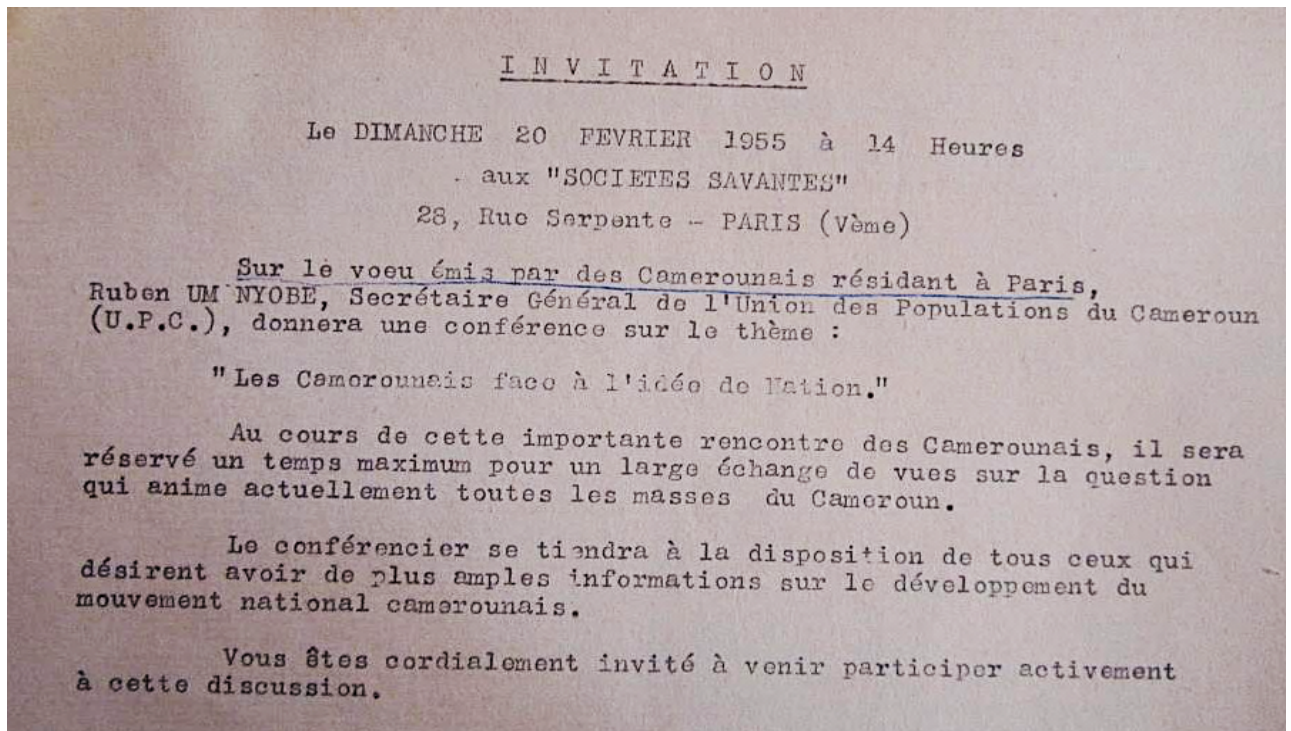 INVITATION
Le DIMANCHE 20 FEVRIER 1955 à 14 Heures
aux "SOCIETES SAVANTES"
28, Rue Serpente - PARIS (Vème)
Sur le voeu émis par des Camerounais résidant à Paris,
Ruben UM NYOBE, Secrétaire Général de l'Union des Populations du Cameroun
(U.P.C.), donnera une conférence sur le thème :
"Les Camerounais face à l'idée de Nation."
Au cours de cette importante rencontre des Camerounais, il sera
réservé un temps maximum pour un large échange de vues sur la question
qui anime actuellement toutes les masses du Cameroun.
Le conférencier se tiendra à la disposition de tous ceux qui
désirent avoir de plus amples informations sur le développement du
mouvement national camerounais.
Vous êtes cordialement invité à venir participer activement
à cette discussion.